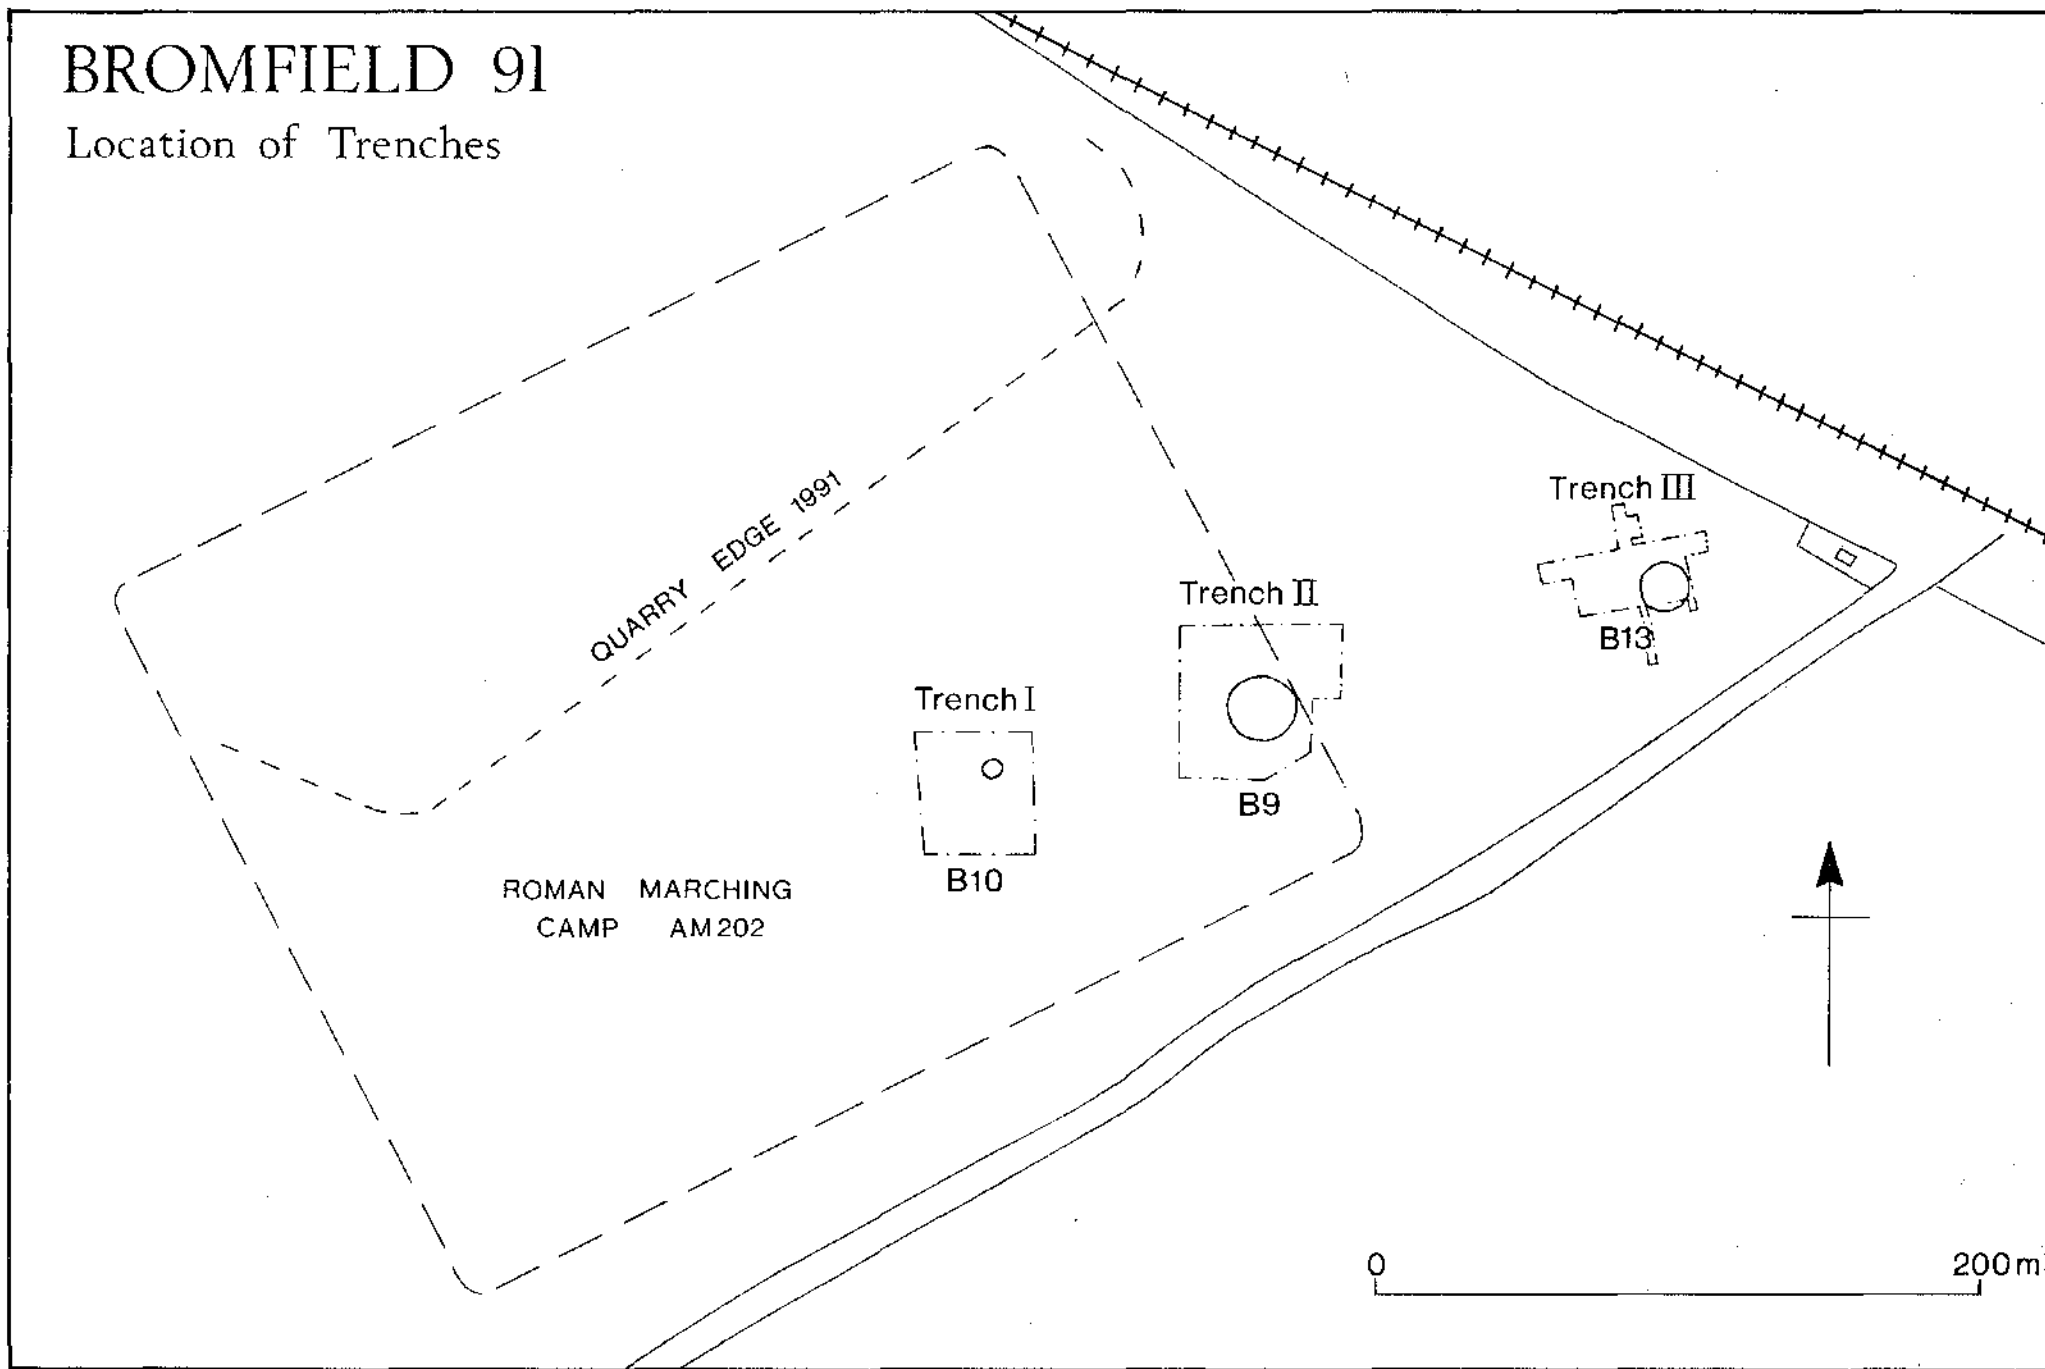 BROMFIELD 91
Location of Trenches
QUARRY EDGE 1991
Trench III
B13
Trench II
B9
Trench I
B10
ROMAN MARCHING
CAMP AM202
0 200m